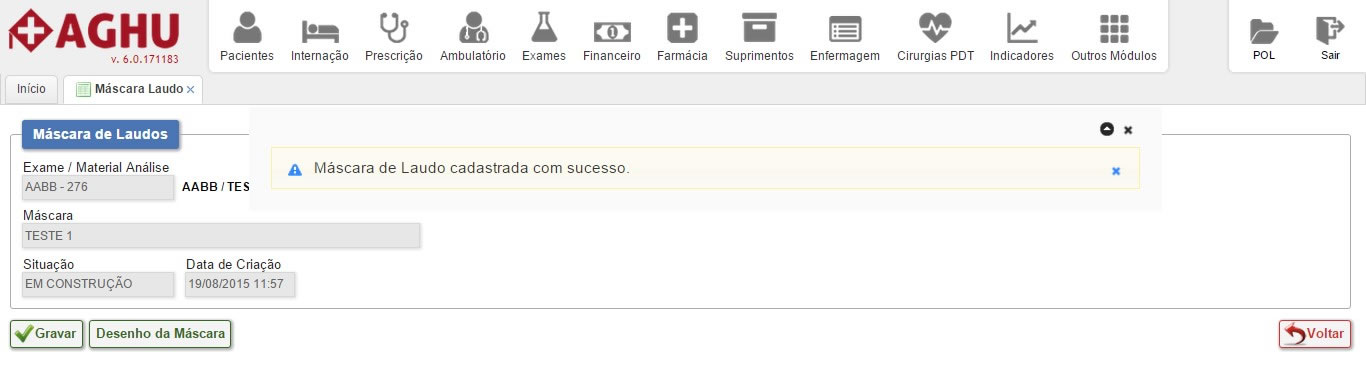 AGHU
v. 6.0.171183
Pacientes Internação Prescrição Ambulatório Exames Financeiro Farmácia Suprimentos Enfermagem Cirurgias PDT Indicadores Outros Módulos POL Sair
Início Máscara Laudo
Máscara de Laudos
Máscara de Laudo cadastrada com sucesso.
Exame / Material Análise
AABB - 276 AABB / TES
Máscara
TESTE 1
Situação Data de Criação
EM CONSTRUÇÃO 19/08/2015 11:57
Gravar Desenho da Máscara Voltar